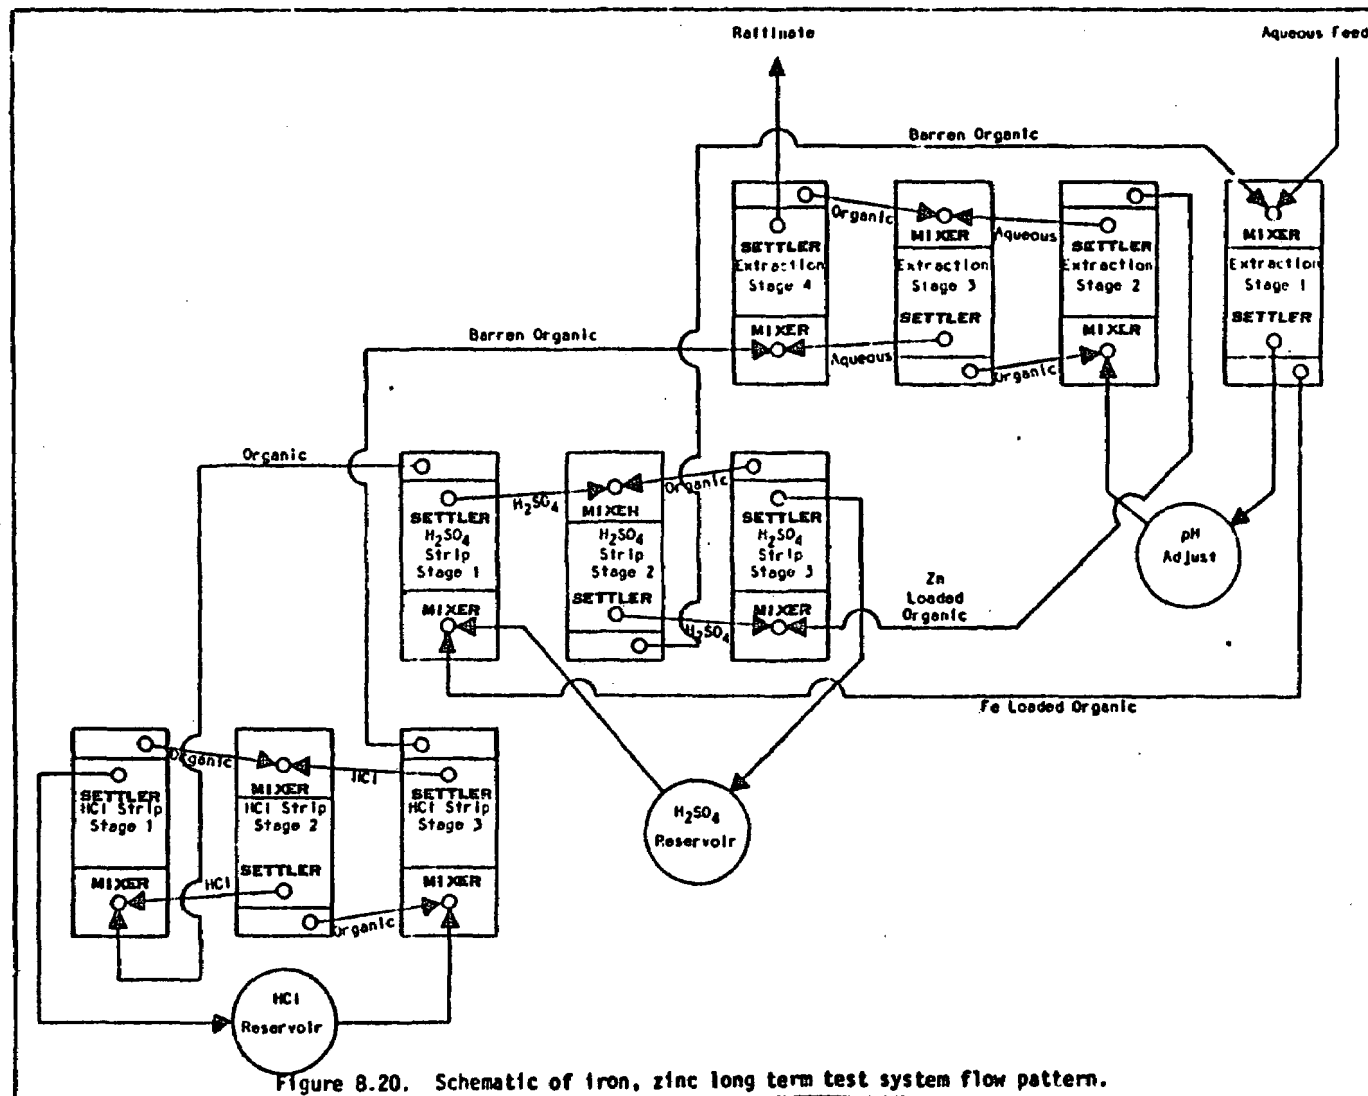 Raffinate
Aqueous Feed
Barren Organic
Organic
Aqueous
MIXER
SETTLER
Extraction
Stage 4
MIXER
Extraction
Stage 3
SETTLER
SETTLER
Extraction
Stage 2
MIXER
MIXER
Extraction
Stage 1
SETTLER
Barren Organic
Aqueous
Organic
Organic
H2SO4
Organic
SETTLER
H2SO4
Strip
Stage 1
MIXER
MIXER
H2SO4
Strip
Stage 2
SETTLER
H2SO4
SETTLER
H2SO4
Strip
Stage 3
MIXER
pH
Adjust
Zn
Loaded
Organic
Fe Loaded Organic
Organic
HCl
SETTLER
HCl Strip
Stage 1
MIXER
HCl
MIXER
HCl Strip
Stage 2
SETTLER
Organic
SETTLER
HCl Strip
Stage 3
MIXER
H2SO4
Reservoir
HCl
Reservoir
Figure 8.20. Schematic of iron, zinc long term test system flow pattern.